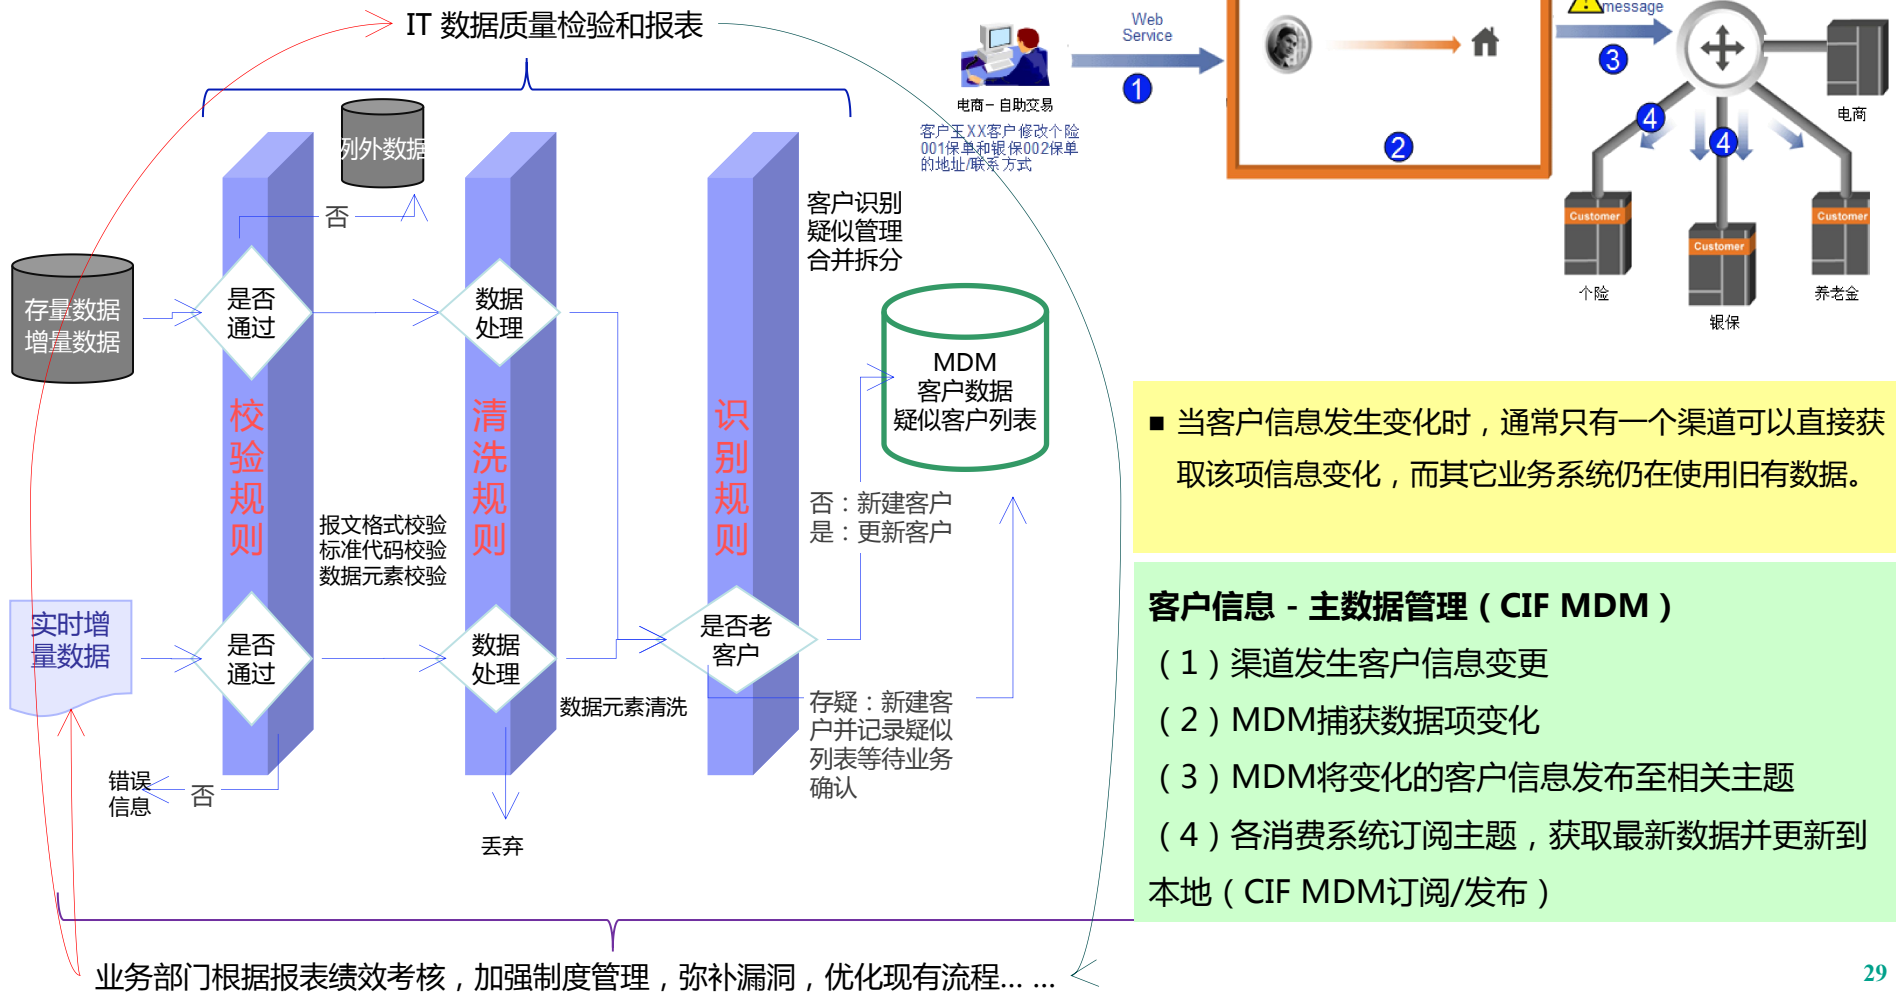 IT 数据质量检验和报表
例外数据
否
存量数据
增量数据
是否
通过
数据
处理
客户识别
疑似管理
合并拆分
MDM
客户数据
疑似客户列表
校验规则
清洗规则
识别规则
报文格式校验
标准代码校验
数据元素校验
否：新建客户
是：更新客户
实时增
量数据
是否
通过
数据
处理
是否老
客户
数据元素清洗
存疑：新建客
户并记录疑似
列表等待业务
确认
错误
信息
否
丢弃
业务部门根据报表绩效考核，加强制度管理，弥补漏洞，优化现有流程... ...
Web
Service
1
电商－自助交易
客户王XX客户修改个险
001保单和银保002保单
的地址/联系方式
2
message
3
电商
4
4
Customer
Customer
Customer
个险
银保
养老金
■ 当客户信息发生变化时，通常只有一个渠道可以直接获
取该项信息变化，而其它业务系统仍在使用旧有数据。
客户信息 - 主数据管理（CIF MDM）
（1）渠道发生客户信息变更
（2）MDM捕获数据项变化
（3）MDM将变化的客户信息发布至相关主题
（4）各消费系统订阅主题，获取最新数据并更新到
本地（CIF MDM订阅/发布）
29